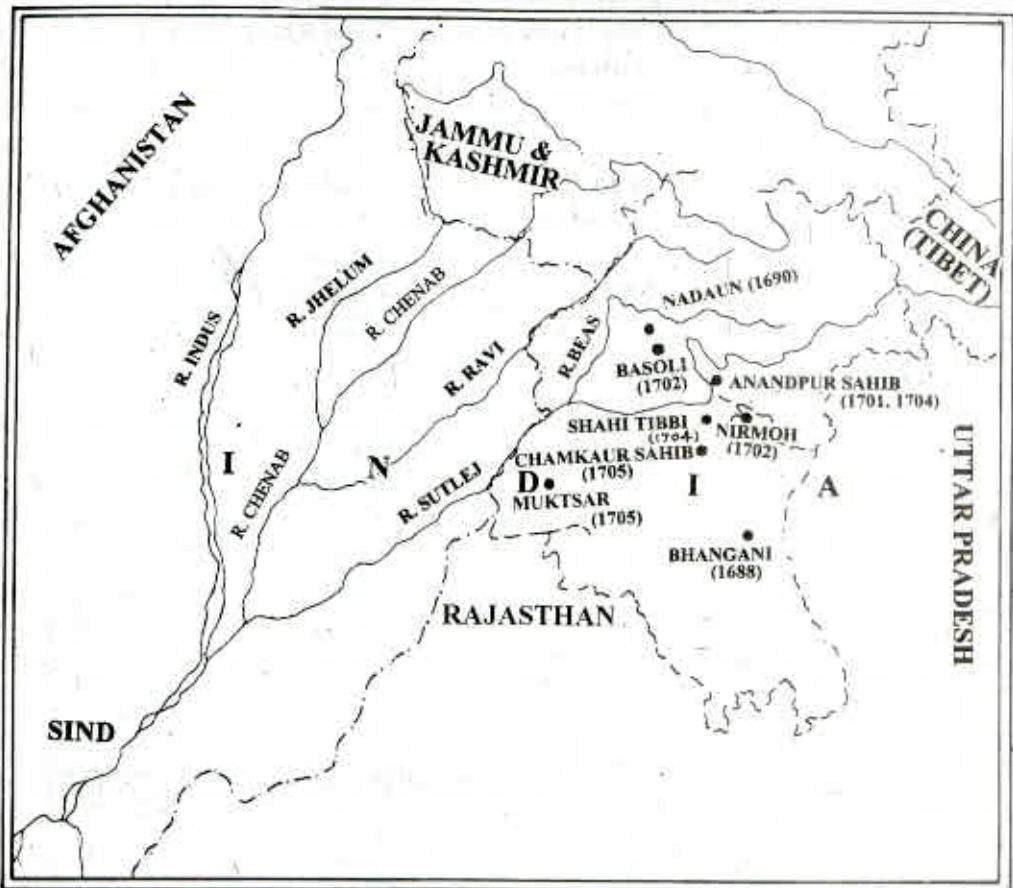 AFGHANISTAN
JAMMU &
KASHMIR
CHINA
(TIBET)
R. INDUS
R. JHELUM
R. CHENAB
R. RAVI
R.BEAS
NADAUN (1690)
BASOLI
(1702)
ANANDPUR SAHIB
(1701, 1704)
SHAHI TIBBI
(1704)
NIRMOH
(1702)
CHAMKAUR SAHIB
(1705)
I N D I A
R. CHENAB
R. SUTLEJ
MUKTSAR
(1705)
BHANGANI
(1688)
UTTAR PRADESH
RAJASTHAN
SIND